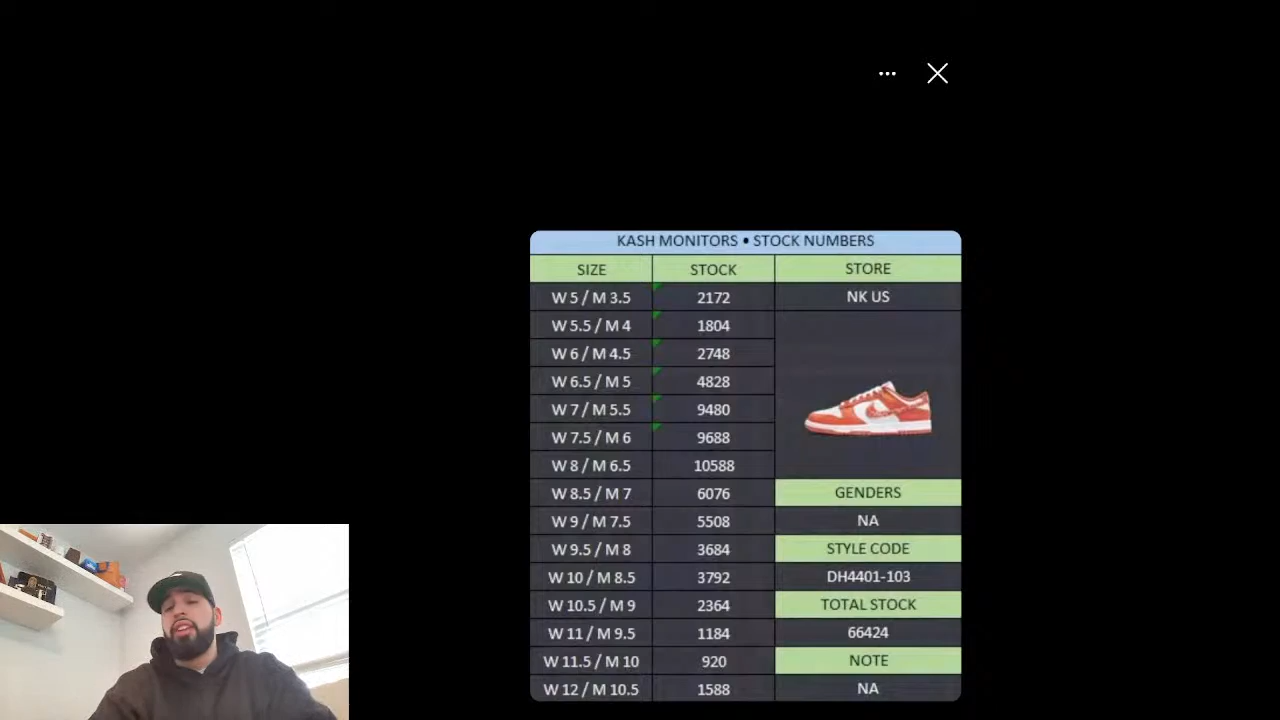 KASH MONITORS • STOCK NUMBERS
SIZE STOCK STORE
W 5 / M 3.5 2172 NK US
W 5.5 / M 4 1804
W 6 / M 4.5 2748
W 6.5 / M 5 4828
W 7 / M 5.5 9480
W 7.5 / M 6 9688
W 8 / M 6.5 10588
W 8.5 / M 7 6076 GENDERS
W 9 / M 7.5 5508 NA
W 9.5 / M 8 3684 STYLE CODE
W 10 / M 8.5 3792 DH4401-103
W 10.5 / M 9 2364 TOTAL STOCK
W 11 / M 9.5 1184 66424
W 11.5 / M 10 920 NOTE
W 12 / M 10.5 1588 NA